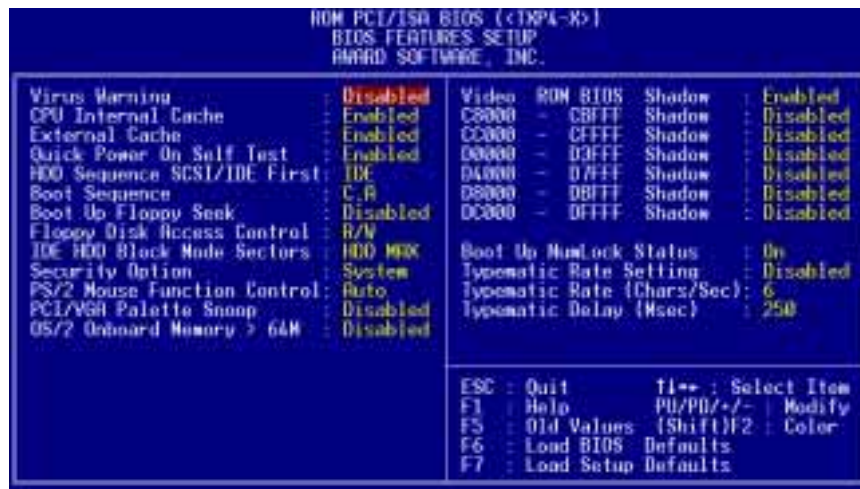 ROM PCI/ISA BIOS (<TXP4-X>)
BIOS FEATURES SETUP
AWARD SOFTWARE, INC.
Virus Warning : Disabled
CPU Internal Cache : Enabled
External Cache : Enabled
Quick Power On Self Test : Enabled
HDD Sequence SCSI/IDE First: IDE
Boot Sequence : C,A
Boot Up Floppy Seek : Disabled
Floppy Disk Access Control : R/W
IDE HDD Block Mode Sectors : HDD MAX
Security Option : System
PS/2 Mouse Function Control: Auto
PCI/VGA Palette Snoop : Disabled
OS/2 Onboard Memory > 64M : Disabled
Video ROM BIOS Shadow : Enabled
C8000 - CBFFF Shadow : Disabled
CC000 - CFFFF Shadow : Disabled
D0000 - D3FFF Shadow : Disabled
D4000 - D7FFF Shadow : Disabled
D8000 - DBFFF Shadow : Disabled
DC000 - DFFFF Shadow : Disabled
Boot Up NumLock Status : On
Typematic Rate Setting : Disabled
Typematic Rate (Chars/Sec): 6
Typematic Delay (Msec) : 250
ESC : Quit ↑↓→← : Select Item
F1 : Help PU/PD/+/- : Modify
F5 : Old Values (Shift)F2 : Color
F6 : Load BIOS Defaults
F7 : Load Setup Defaults